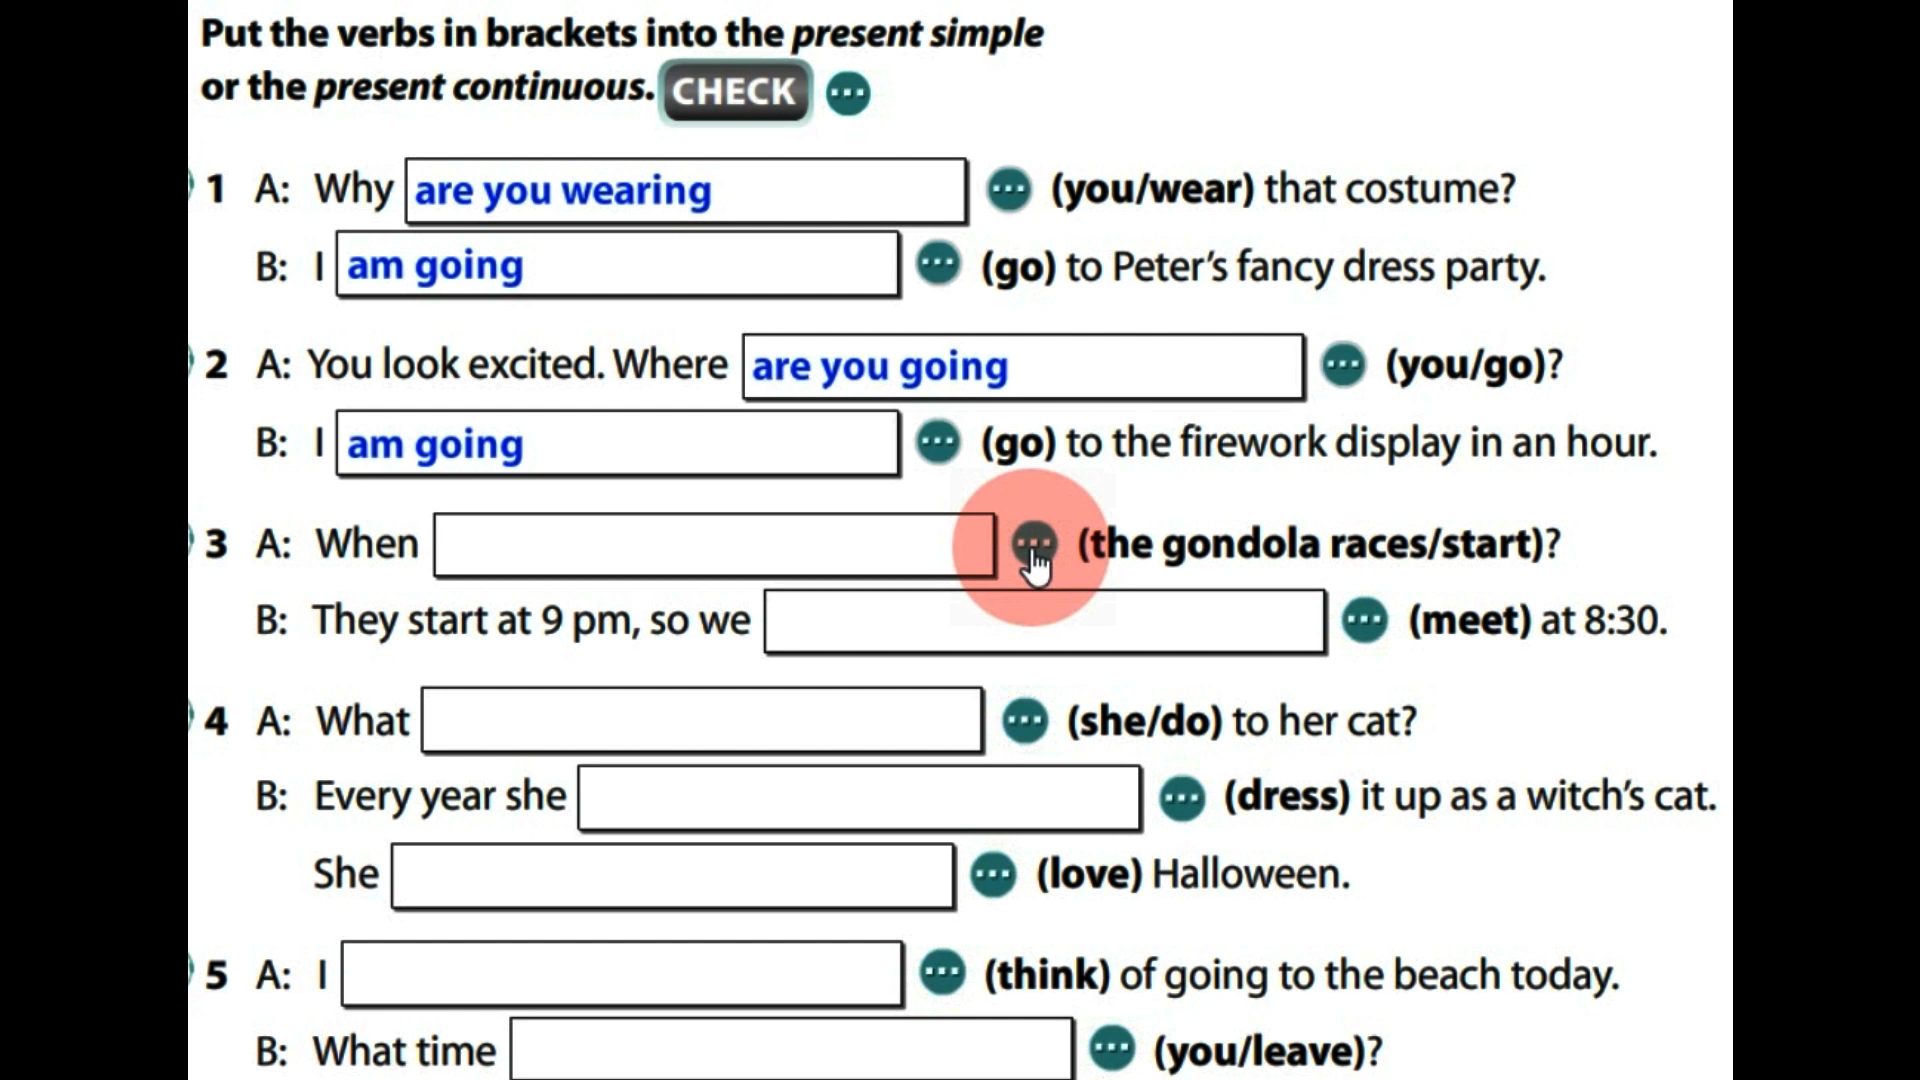 Put the verbs in brackets into the present simple
or the present continuous. CHECK
1 A: Why are you wearing (you/wear) that costume?
B: I am going (go) to Peter's fancy dress party.
2 A: You look excited. Where are you going (you/go)?
B: I am going (go) to the firework display in an hour.
3 A: When (the gondola races/start)?
B: They start at 9 pm, so we (meet) at 8:30.
4 A: What (she/do) to her cat?
B: Every year she (dress) it up as a witch's cat.
She (love) Halloween.
5 A: I (think) of going to the beach today.
B: What time (you/leave)?